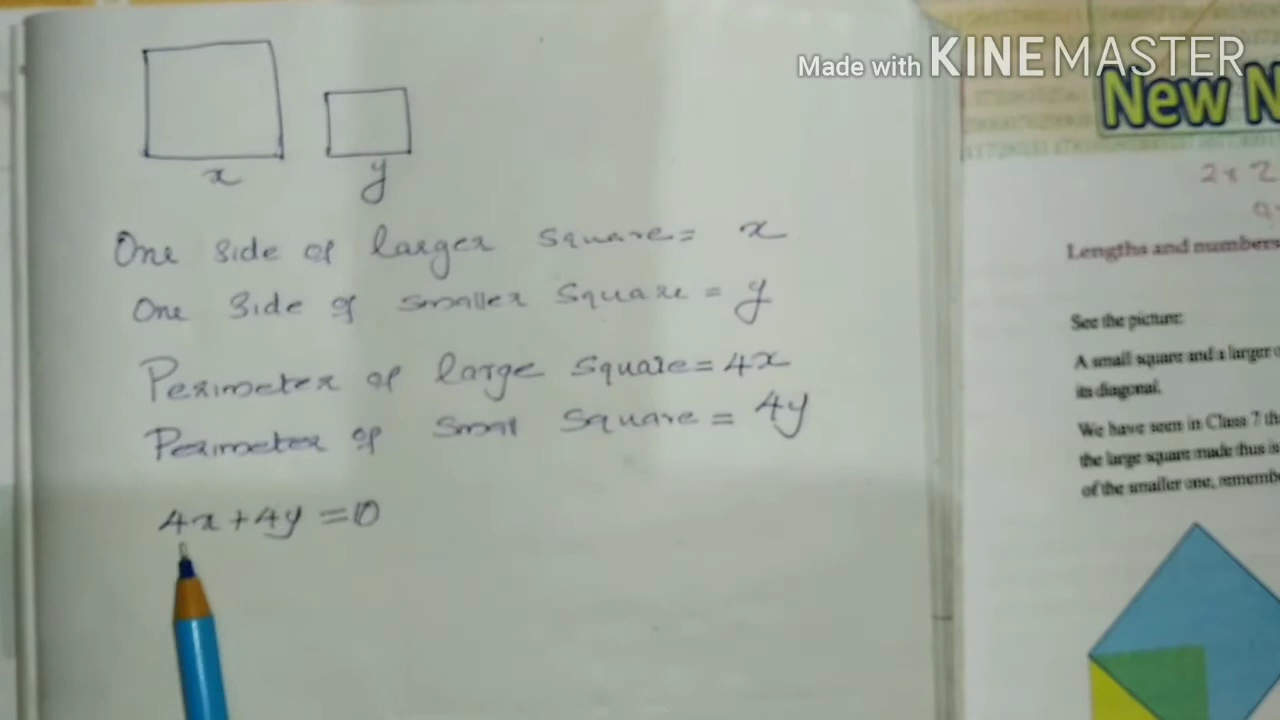 Made with KINEMASTER
x
y
One side of larger square = x
One side of smaller square = y
Perimeter of large square = 4x
Perimeter of small square = 4y
4x + 4y = 10
New N
2x2
Lengths and numbers
See the picture:
A small square and a larger
its diagonal.
We have seen in Class 7
the large square made thus is
of the smaller one,